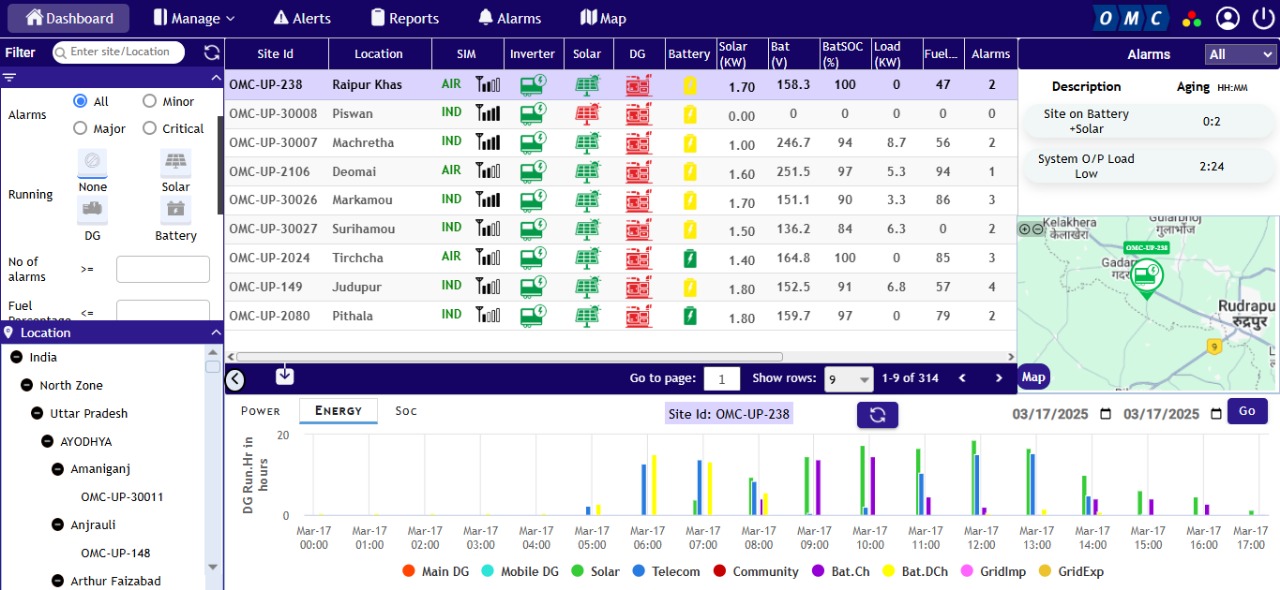 Dashboard Manage Alerts Reports Alarms Map OMC
Filter Enter site/Location
Alarms All Minor
Major Critical
Running None Solar
DG Battery
No of alarms >=
Fuel Percentage <=
Location
India
North Zone
Uttar Pradesh
AYODHYA
Amaniganj
OMC-UP-30011
Anjrauli
OMC-UP-148
Arthur Faizabad
Site Id Location SIM Inverter Solar DG Battery Solar (KW) Bat (V) BatSOC (%) Load (KW) Fuel... Alarms
OMC-UP-238 Raipur Khas AIR 1.70 158.3 100 0 47 2
OMC-UP-30008 Piswan IND 0.00 0 0 0 0 0
OMC-UP-30007 Machretha IND 1.00 246.7 94 8.7 56 2
OMC-UP-2106 Deomai AIR 1.60 251.5 97 5.3 94 1
OMC-UP-30026 Markamou IND 1.70 151.1 90 3.3 86 3
OMC-UP-30027 Surihamou IND 1.50 136.2 84 6.3 0 2
OMC-UP-2024 Tirchcha AIR 1.40 164.8 100 0 85 3
OMC-UP-149 Judupur IND 1.80 152.5 91 6.8 57 4
OMC-UP-2080 Pithala IND 1.80 159.7 97 0 79 2
Go to page: 1 Show rows: 9 1-9 of 314
Alarms All
Description Aging HH:MM
Site on Battery +Solar 0:2
System O/P Load Low 2:24
Kelakhera
केलाखेरा
गुलाभोज
OMC-UP-238
Rudrapu
रुद्रपुर
9
Map
Power Energy Soc Site Id: OMC-UP-238 03/17/2025 03/17/2025 Go
DG Run.Hr in hours
20
0
Mar-17 00:00 Mar-17 01:00 Mar-17 02:00 Mar-17 03:00 Mar-17 04:00 Mar-17 05:00 Mar-17 06:00 Mar-17 07:00 Mar-17 08:00 Mar-17 09:00 Mar-17 10:00 Mar-17 11:00 Mar-17 12:00 Mar-17 13:00 Mar-17 14:00 Mar-17 15:00 Mar-17 16:00 Mar-17 17:00
Main DG Mobile DG Solar Telecom Community Bat.Ch Bat.DCh GridImp GridExp